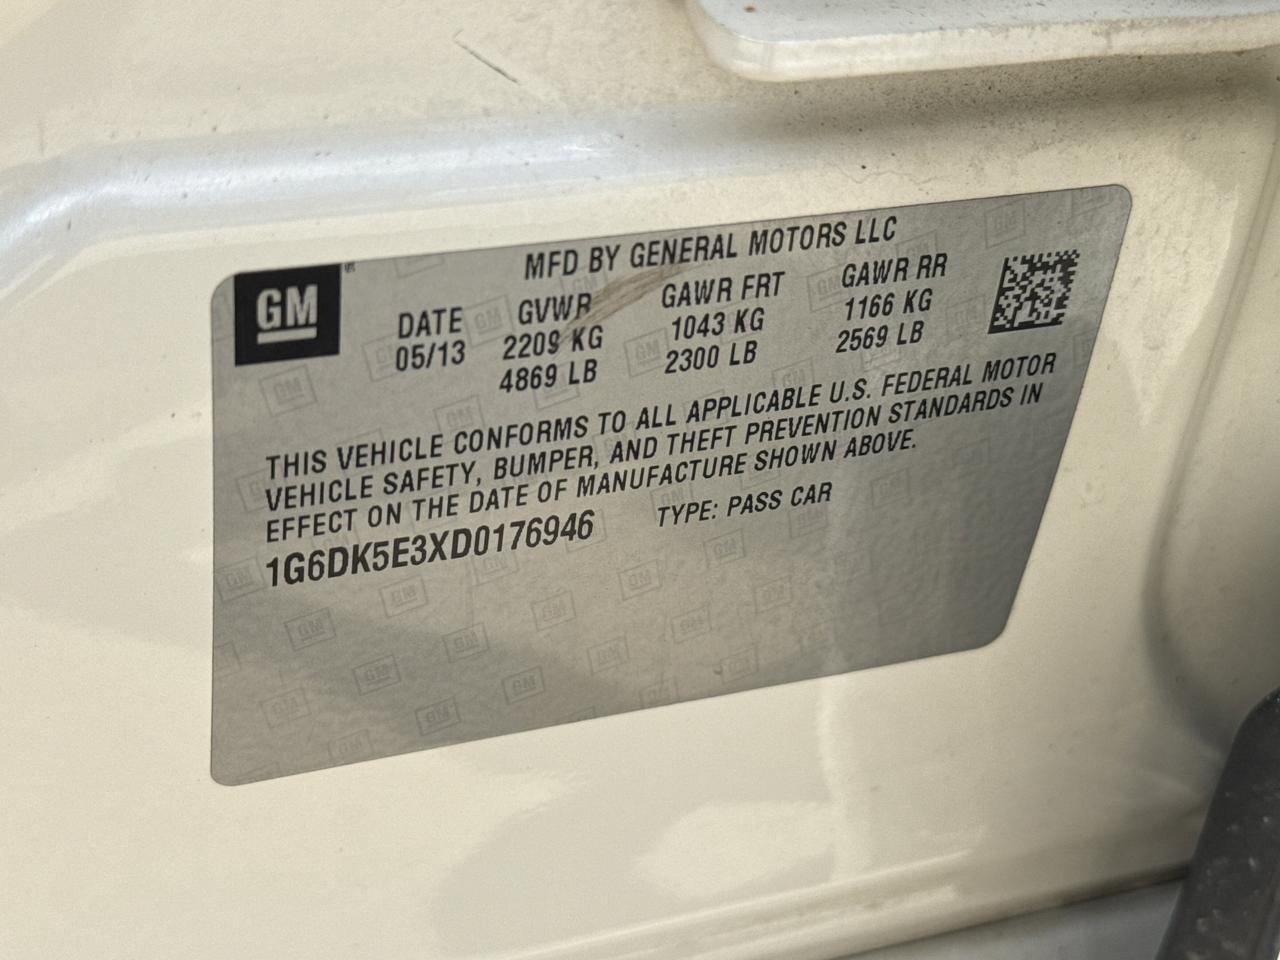 GM
MFD BY GENERAL MOTORS LLC
DATE GVWR GAWR FRT GAWR RR
05/13 2209 KG 1043 KG 1166 KG
4869 LB 2300 LB 2569 LB
THIS VEHICLE CONFORMS TO ALL APPLICABLE U.S. FEDERAL MOTOR
VEHICLE SAFETY, BUMPER, AND THEFT PREVENTION STANDARDS IN
EFFECT ON THE DATE OF MANUFACTURE SHOWN ABOVE.
1G6DK5E3XD0176946 TYPE: PASS CAR